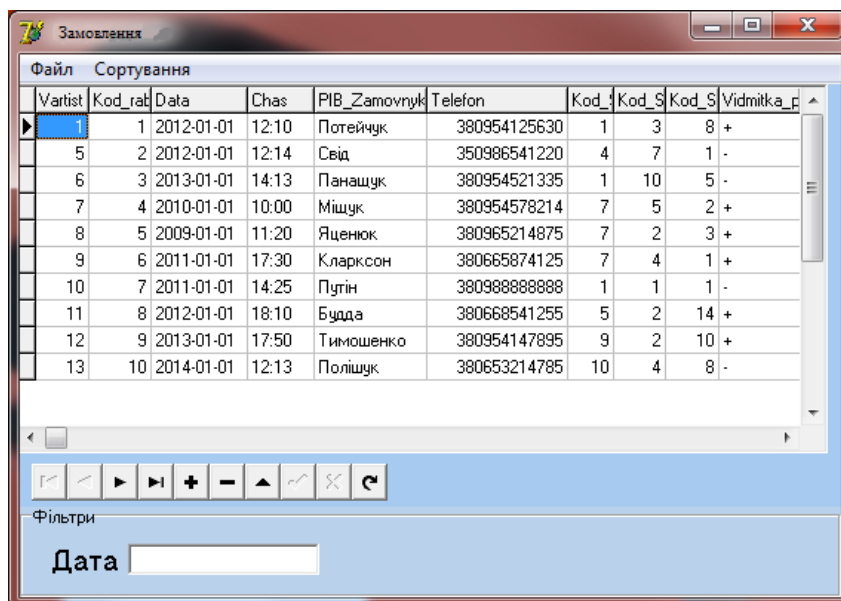 Замовлення
Файл Сортування
Vartist Kod_rab Data Chas PIB_Zamovnyk Telefon Kod_S Kod_S Kod_S Vidmitka_p
1 1 2012-01-01 12:10 Потейчук 380954125630 1 3 8 +
5 2 2012-01-01 12:14 Свід 350986541220 4 7 1 -
6 3 2013-01-01 14:13 Панащук 380954521335 1 10 5 -
7 4 2010-01-01 10:00 Міщук 380954578214 7 5 2 +
8 5 2009-01-01 11:20 Яценюк 380965214875 7 2 3 +
9 6 2011-01-01 17:30 Кларксон 380665874125 7 4 1 +
10 7 2011-01-01 14:25 Путін 380988888888 1 1 1 -
11 8 2012-01-01 18:10 Будда 380668541255 5 2 14 +
12 9 2013-01-01 17:50 Тимошенко 380954147895 9 2 10 +
13 10 2014-01-01 12:13 Поліщук 380653214785 10 4 8 -
Фільтри
Дата